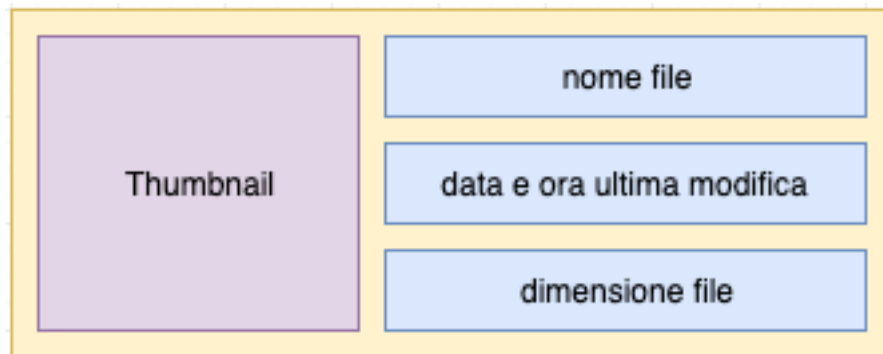 Thumbnail
nome file
data e ora ultima modifica
dimensione file